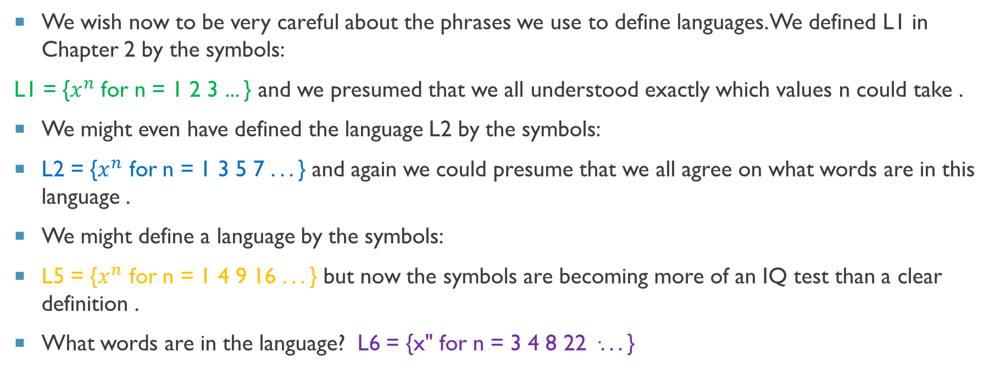 ▪ We wish now to be very careful about the phrases we use to define languages. We defined L1 in
Chapter 2 by the symbols:
L1 = {xⁿ for n = 1 2 3 ...} and we presumed that we all understood exactly which values n could take .
▪ We might even have defined the language L2 by the symbols:
▪ L2 = {xⁿ for n = 1 3 5 7 . . . } and again we could presume that we all agree on what words are in this
language .
▪ We might define a language by the symbols:
▪ L5 = {xⁿ for n = 1 4 9 16 . . . } but now the symbols are becoming more of an IQ test than a clear
definition .
▪ What words are in the language? L6 = {x" for n = 3 4 8 22 ·. . . }